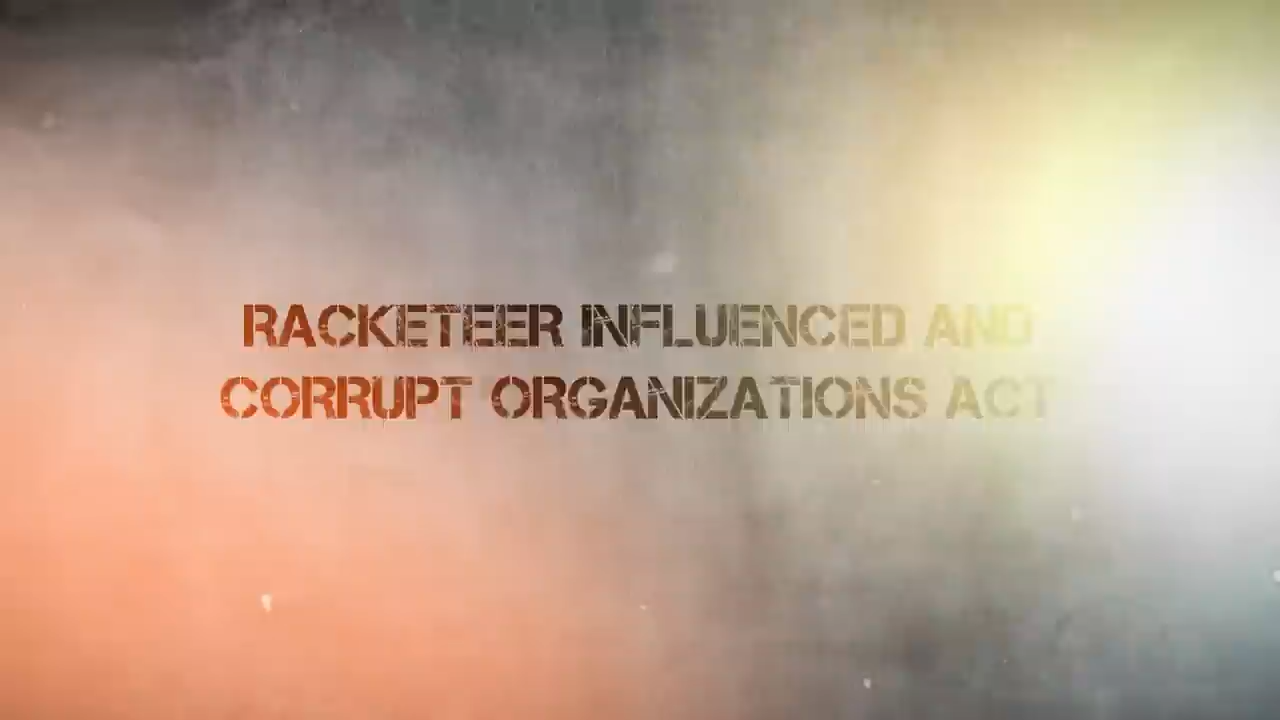 RACKETEER INFLUENCED AND
CORRUPT ORGANIZATIONS ACT